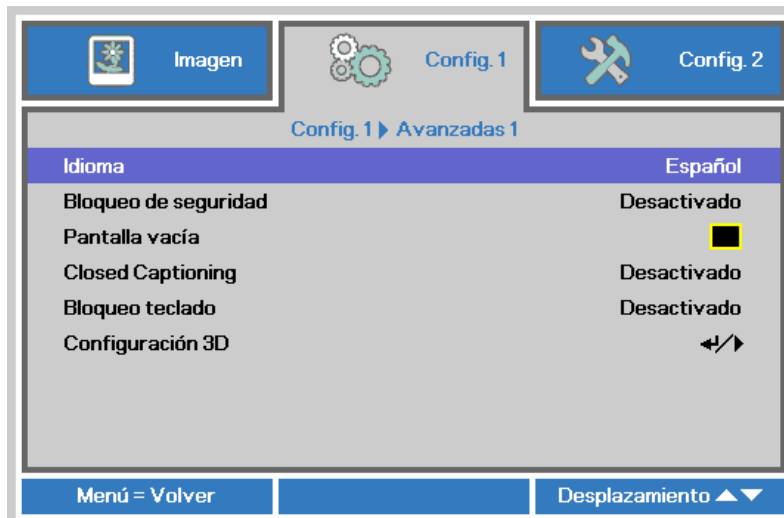 Imagen
Config. 1
Config. 2
Config. 1 ▶ Avanzadas 1
Idioma Español
Bloqueo de seguridad Desactivado
Pantalla vacía
Closed Captioning Desactivado
Bloqueo teclado Desactivado
Configuración 3D ↵/▶
Menú = Volver
Desplazamiento ▲▼